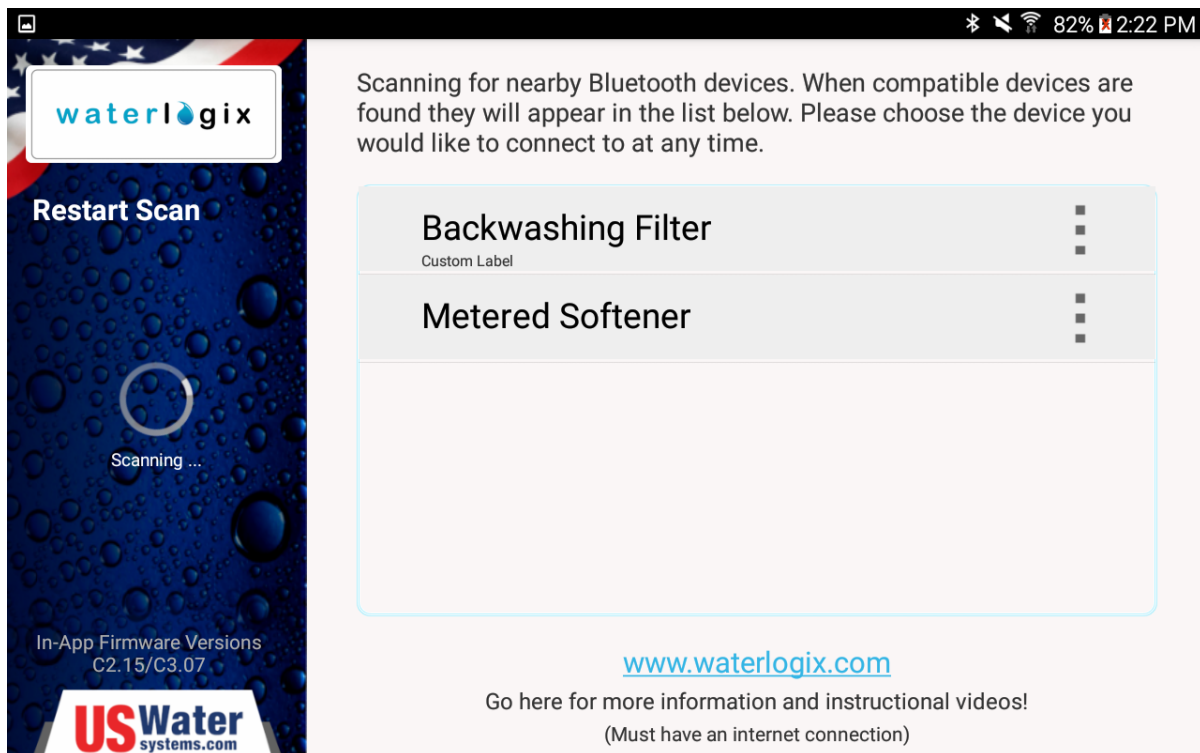 82% 2:22 PM
waterlogix
Restart Scan
Scanning ...
In-App Firmware Versions
C2.15/C3.07
USWater
systems.com
Scanning for nearby Bluetooth devices. When compatible devices are
found they will appear in the list below. Please choose the device you
would like to connect to at any time.
Backwashing Filter
Custom Label
Metered Softener
www.waterlogix.com
Go here for more information and instructional videos!
(Must have an internet connection)